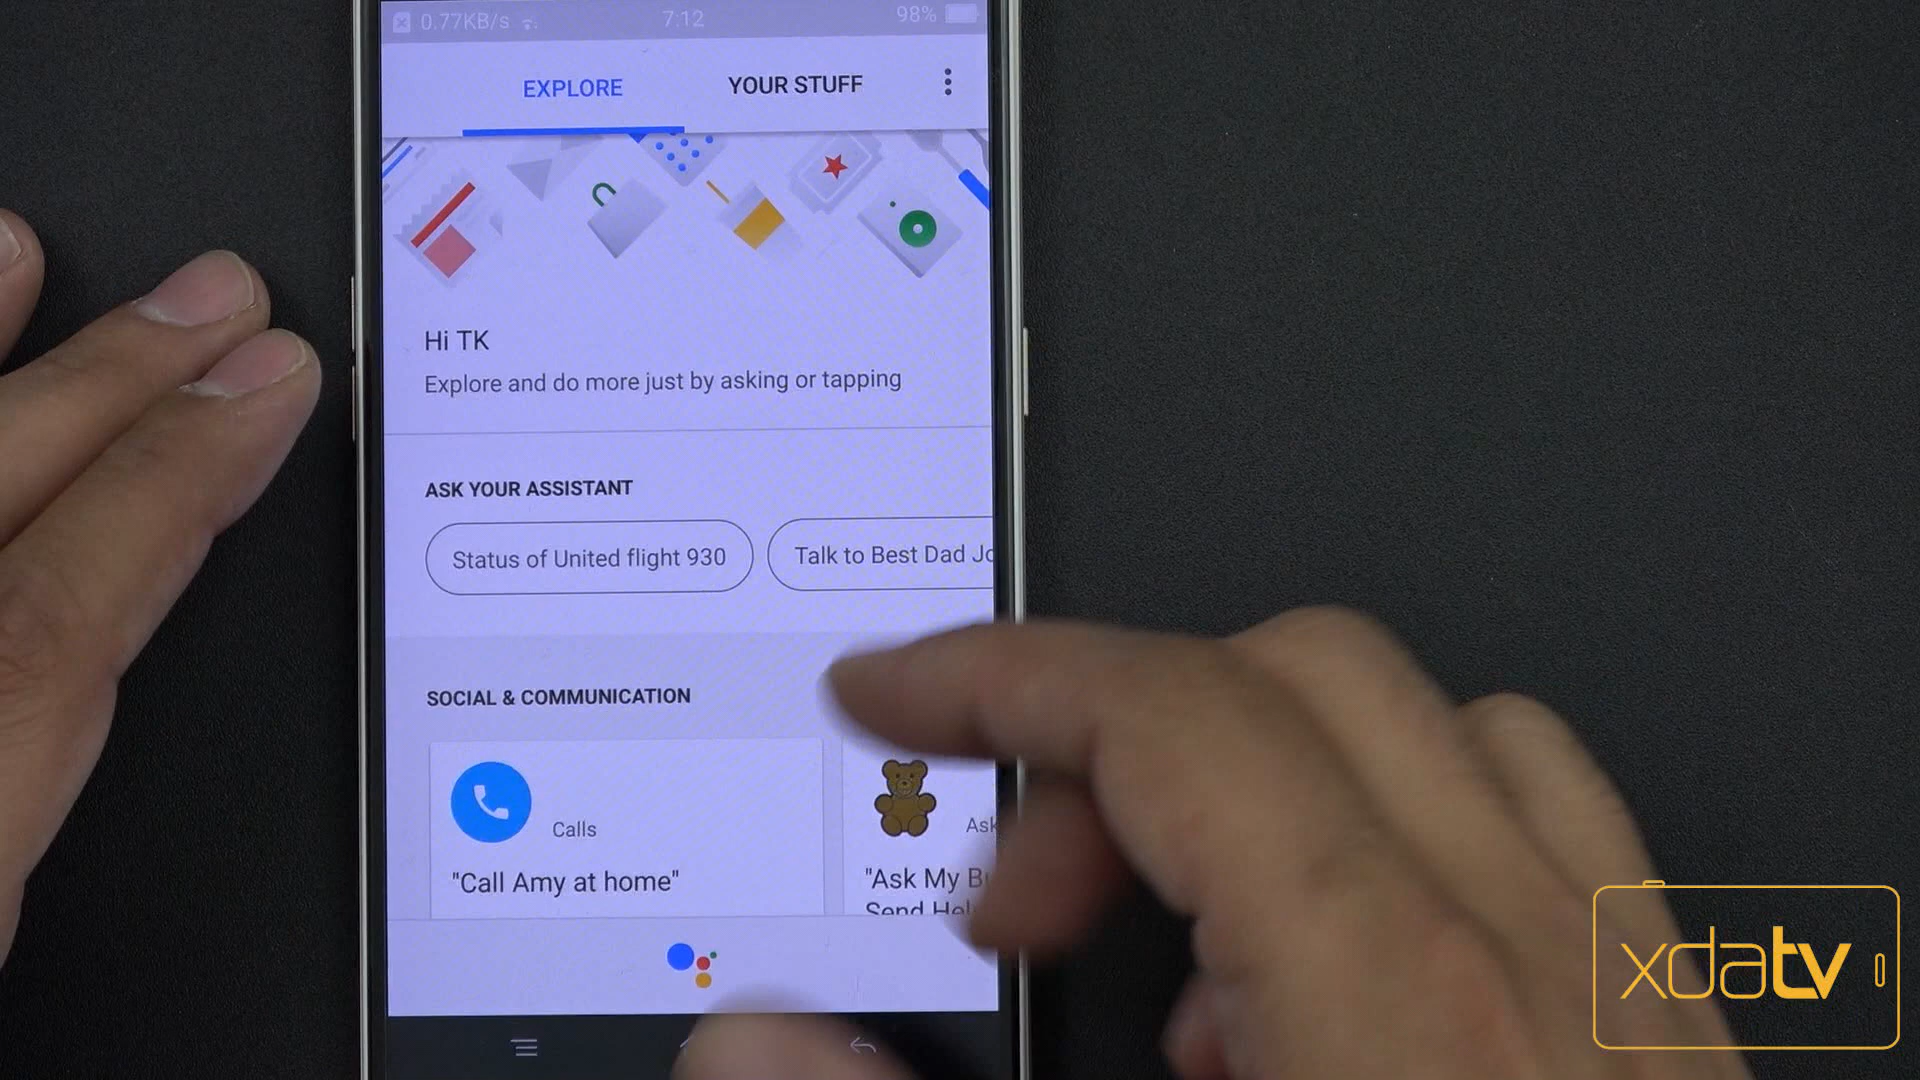 0.77KB/s 7:12 98%
EXPLORE YOUR STUFF
Hi TK
Explore and do more just by asking or tapping
ASK YOUR ASSISTANT
Status of United flight 930
Talk to Best Dad
SOCIAL & COMMUNICATION
Calls
"Call Amy at home"
Ask
"Ask My
Send
xdatv